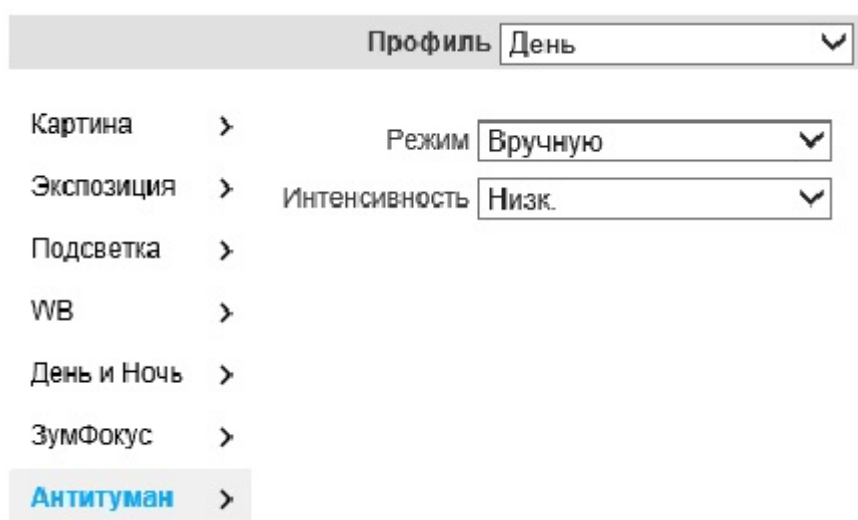 Профиль День
Картина
Режим Вручную
Экспозиция
Интенсивность Низк.
Подсветка
WB
День и Ночь
ЗумФокус
Антитуман